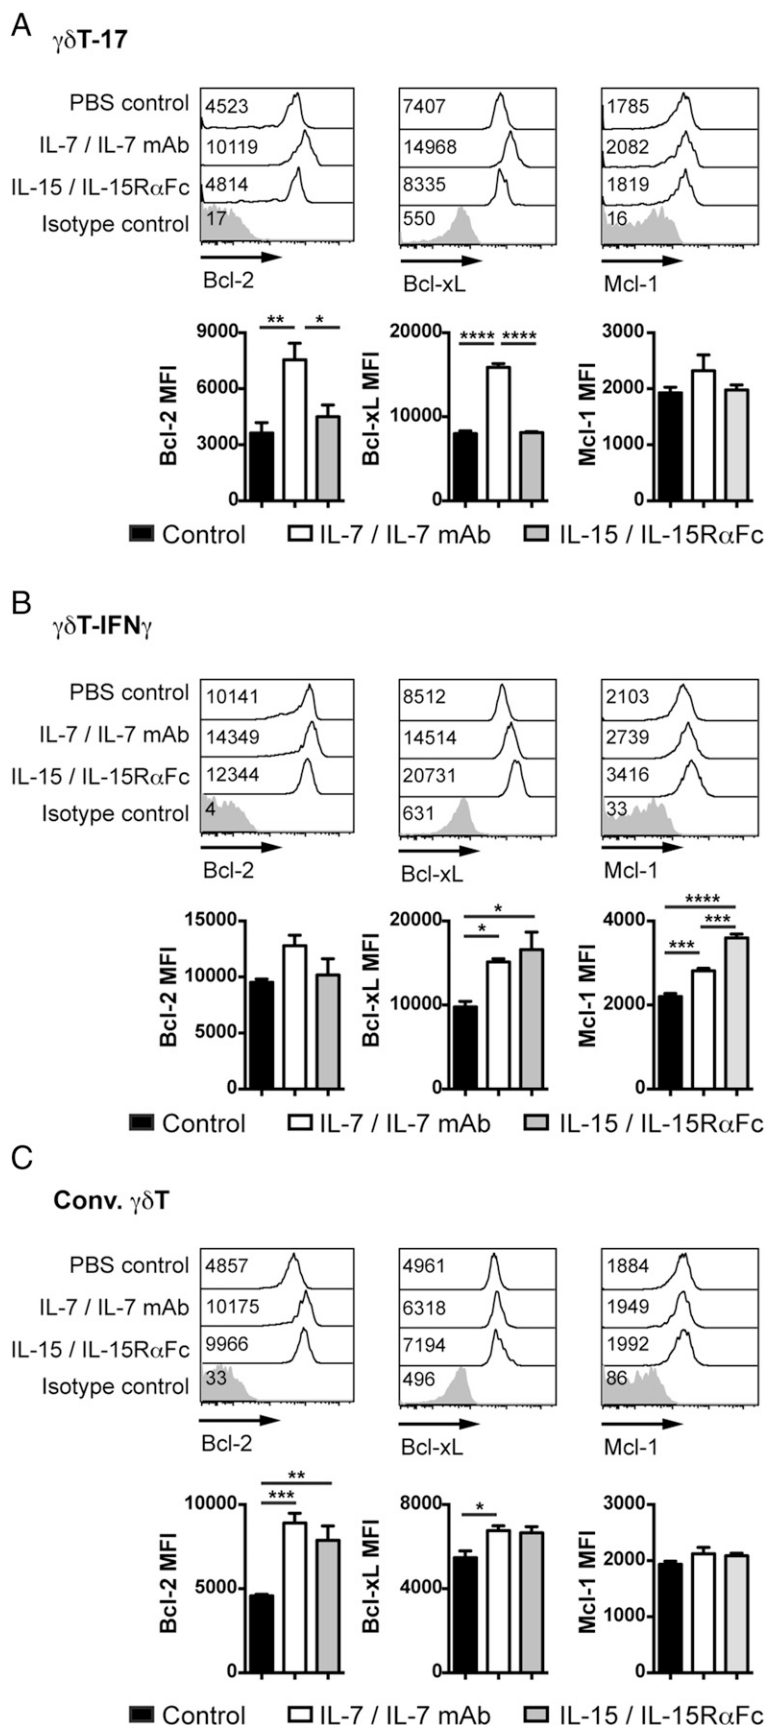 A
γδT-17
PBS control 4523 7407 1785
IL-7 / IL-7 mAb 10119 14968 2082
IL-15 / IL-15RαFc 4814 8335 1819
Isotype control 17 550 16
Bcl-2 Bcl-xL Mcl-1
Bcl-2 MFI
9000
6000
3000
0
** *
Bcl-xL MFI
20000
10000
0
**** ****
Mcl-1 MFI
3000
2000
1000
0
Control IL-7 / IL-7 mAb IL-15 / IL-15RαFc
B
γδT-IFNγ
PBS control 10141 8512 2103
IL-7 / IL-7 mAb 14349 14514 2739
IL-15 / IL-15RαFc 12344 20731 3416
Isotype control 4 631 33
Bcl-2 Bcl-xL Mcl-1
Bcl-2 MFI
15000
10000
5000
0
Bcl-xL MFI
20000
10000
0
*
*
Mcl-1 MFI
4000
2000
0
****
***
***
Control IL-7 / IL-7 mAb IL-15 / IL-15RαFc
C
Conv. γδT
PBS control 4857 4961 1884
IL-7 / IL-7 mAb 10175 6318 1949
IL-15 / IL-15RαFc 9966 7194 1992
Isotype control 33 496 86
Bcl-2 Bcl-xL Mcl-1
Bcl-2 MFI
10000
5000
0
**
***
Bcl-xL MFI
8000
4000
0
*
Mcl-1 MFI
3000
2000
1000
0
Control IL-7 / IL-7 mAb IL-15 / IL-15RαFc